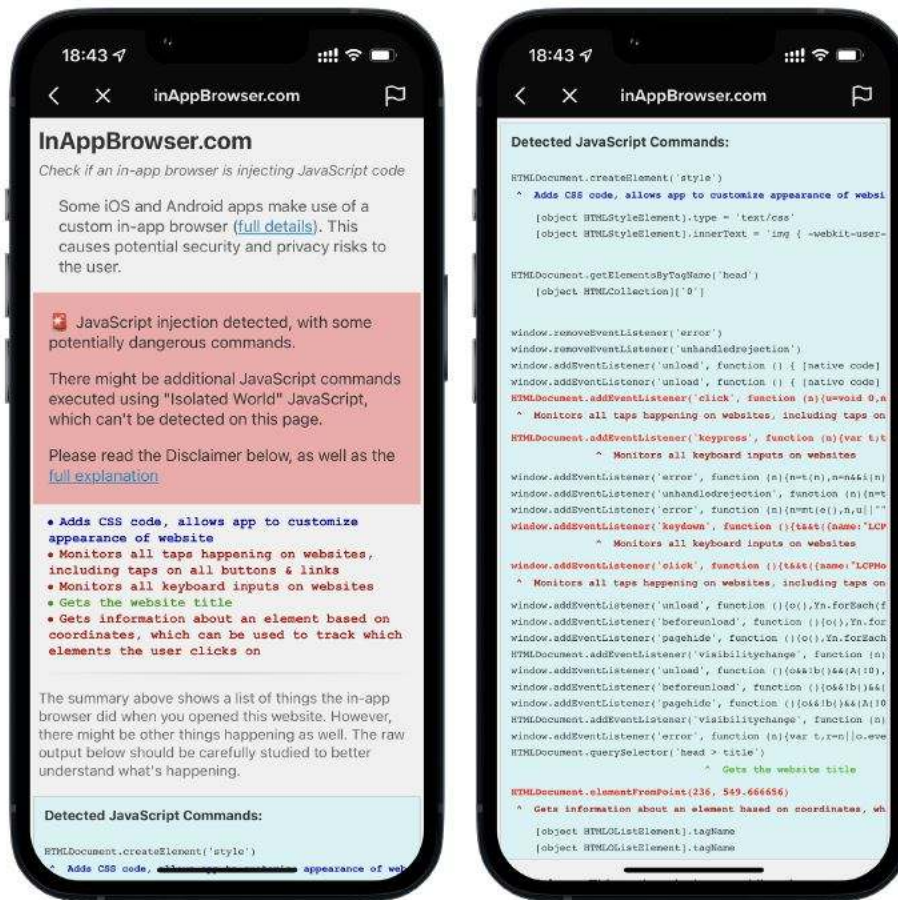 18:43
inAppBrowser.com
InAppBrowser.com
Check if an in-app browser is injecting JavaScript code
Some iOS and Android apps make use of a
custom in-app browser (full details). This
causes potential security and privacy risks to
the user.
🚨 JavaScript injection detected, with some
potentially dangerous commands.
There might be additional JavaScript commands
executed using "Isolated World" JavaScript,
which can't be detected on this page.
Please read the Disclaimer below, as well as the
full explanation
• Adds CSS code, allows app to customize
appearance of website
• Monitors all taps happening on websites,
including taps on all buttons & links
• Monitors all keyboard inputs on websites
• Gets the website title
• Gets information about an element based on
coordinates, which can be used to track which
elements the user clicks on
The summary above shows a list of things the in-app
browser did when you opened this website. However,
there might be other things happening as well. The raw
output below should be carefully studied to better
understand what's happening.
Detected JavaScript Commands:
HTMLDocument.createElement('style')
^ Adds CSS code, appearance of web
18:43
inAppBrowser.com
Detected JavaScript Commands:
HTMLDocument.createElement('style')
^ Adds CSS code, allows app to customize appearance of websi
[object HTMLStyleElement].type = 'text/css'
[object HTMLStyleElement].innerText = 'img { -webkit-user-
HTMLDocument.getElementsByTagName('head')
[object HTMLCollection]['0']
window.removeEventListener('error')
window.removeEventListener('unhandledrejection')
window.addEventListener('unload', function () { [native code]
window.addEventListener('unload', function () { [native code]
HTMLDocument.addEventListener('click', function (n){u=void 0,n
^ Monitors all taps happening on websites, including taps on
HTMLDocument.addEventListener('keypress', function (n){var t;t
^ Monitors all keyboard inputs on websites
window.addEventListener('error', function (n){n=t(n),n=n&&i(n)
window.addEventListener('unhandledrejection', function (n){n=t
window.addEventListener('error', function (n){n=mt(e(),n,u||""
window.addEventListener('keydown', function (){t&&t({name:"LCP
^ Monitors all keyboard inputs on websites
window.addEventListener('click', function (){t&&t({name:"LCPMo
^ Monitors all taps happening on websites, including taps on
window.addEventListener('unload', function (){o(),Yn.forEach(f
window.addEventListener('beforeunload', function (){o(),Yn.for
window.addEventListener('pagehide', function (){o(),Yn.forEach
HTMLDocument.addEventListener('visibilitychange', function (n)
window.addEventListener('unload', function (){o&&!b()&&(A(!0),
window.addEventListener('beforeunload', function (){o&&!b()&&(
window.addEventListener('pagehide', function (){o&&!b()&&(A(!0
HTMLDocument.addEventListener('visibilitychange', function (n)
window.addEventListener('error', function (n){var t,r=n||o.eve
HTMLDocument.querySelector('head > title')
^ Gets the website title
HTMLDocument.elementFromPoint(236, 549.666656)
^ Gets information about an element based on coordinates, wh
[object HTMLOListElement].tagName
[object HTMLOListElement].tagName